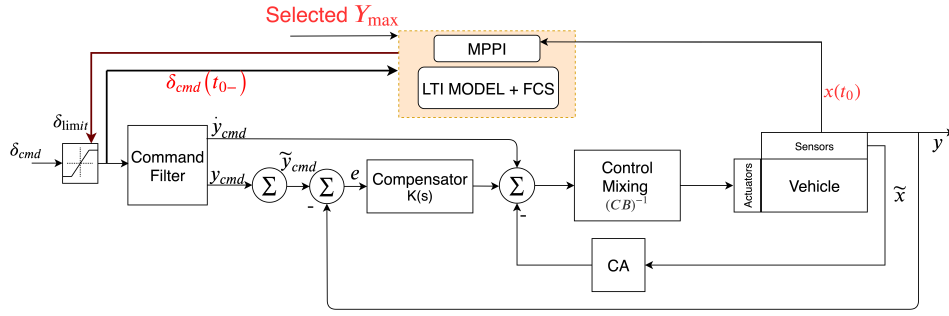 Selected Y_max
MPPI
LTI MODEL + FCS
δ_cmd(t_0−)
x(t_0)
δ_limit
δ_cmd
Command
Filter
ẏ_cmd
y_cmd
Σ
ỹ_cmd
Σ
-
e
Compensator
K(s)
Σ
-
Control
Mixing
(CB)^−1
Actuators
Sensors
Vehicle
y
x̃
CA